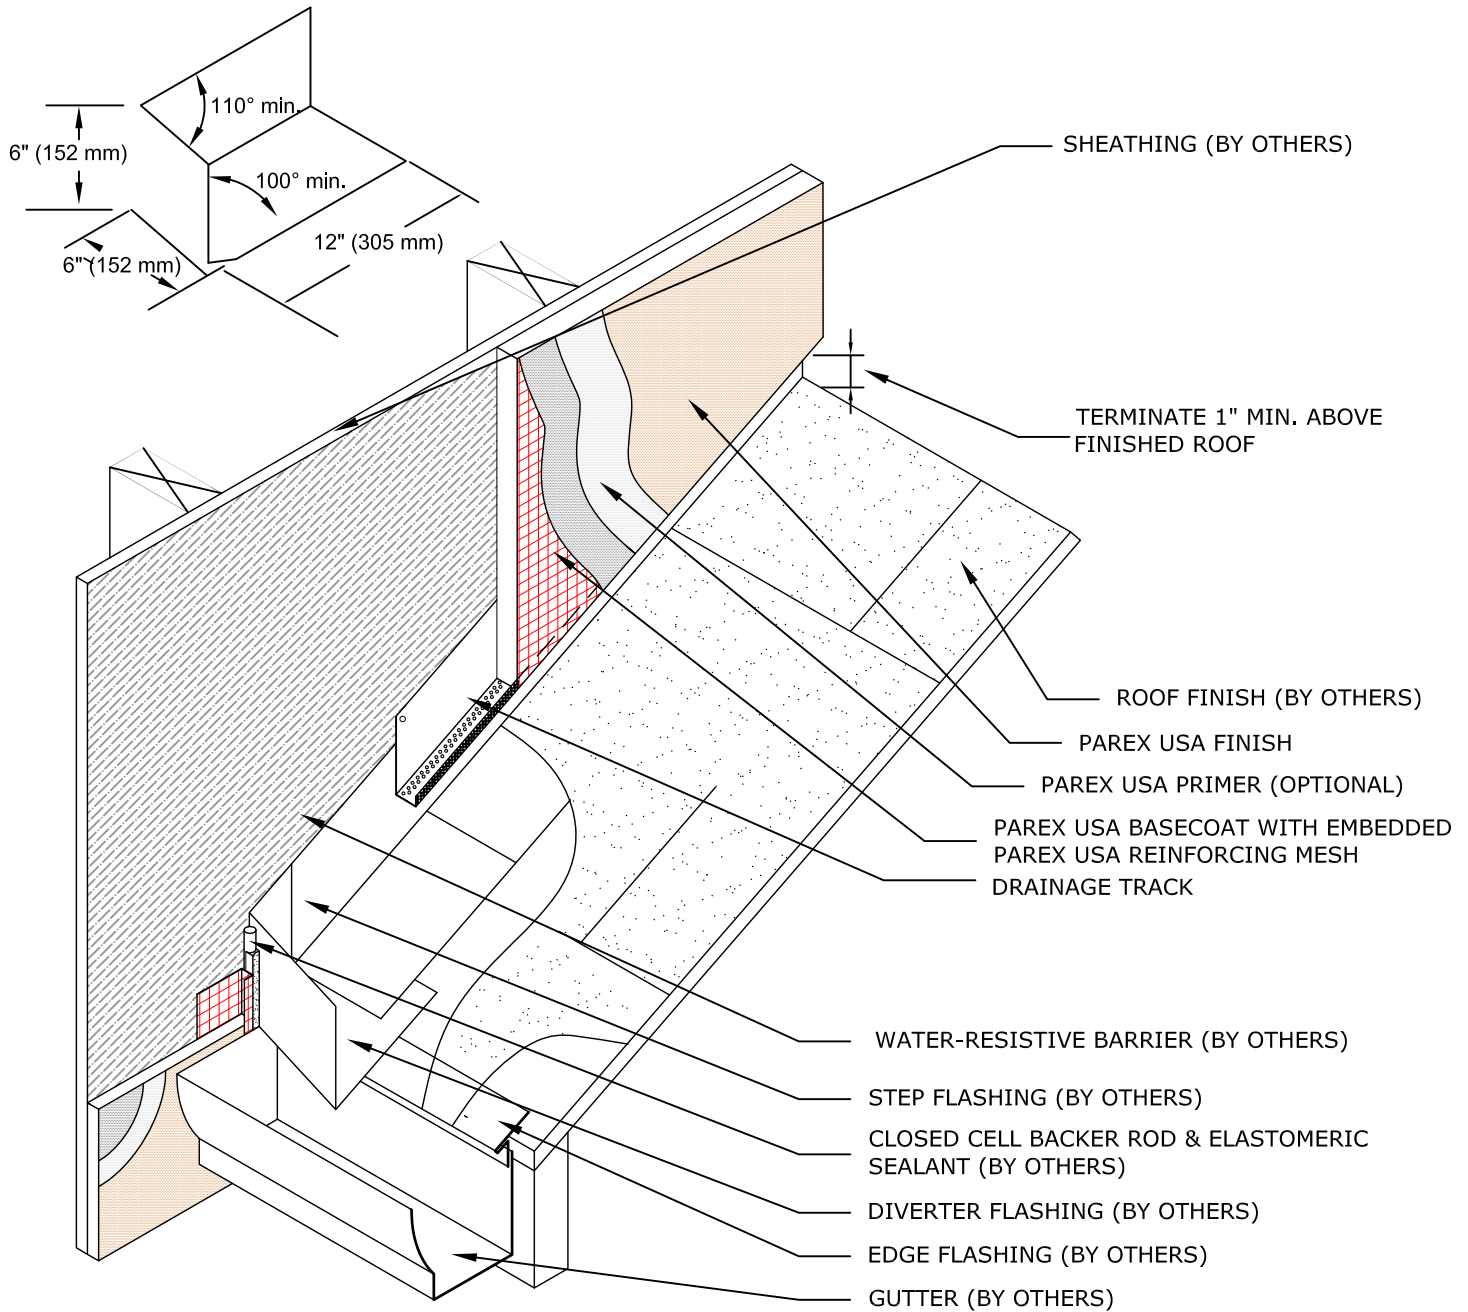 110° min.
6" (152 mm)
100° min.
12" (305 mm)
6" (152 mm)
SHEATHING (BY OTHERS)
TERMINATE 1" MIN. ABOVE
FINISHED ROOF
ROOF FINISH (BY OTHERS)
PAREX USA FINISH
PAREX USA PRIMER (OPTIONAL)
PAREX USA BASECOAT WITH EMBEDDED
PAREX USA REINFORCING MESH
DRAINAGE TRACK
WATER-RESISTIVE BARRIER (BY OTHERS)
STEP FLASHING (BY OTHERS)
CLOSED CELL BACKER ROD & ELASTOMERIC
SEALANT (BY OTHERS)
DIVERTER FLASHING (BY OTHERS)
EDGE FLASHING (BY OTHERS)
GUTTER (BY OTHERS)